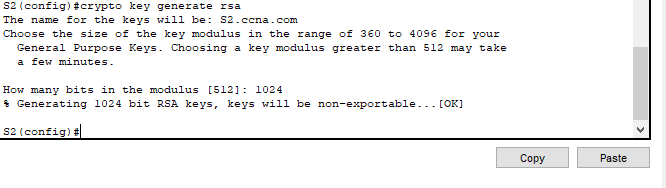 S2(config)#crypto key generate rsa
The name for the keys will be: S2.ccna.com
Choose the size of the key modulus in the range of 360 to 4096 for your
General Purpose Keys. Choosing a key modulus greater than 512 may take
a few minutes.
How many bits in the modulus [512]: 1024
% Generating 1024 bit RSA keys, keys will be non-exportable...[OK]
S2(config)#
Copy Paste